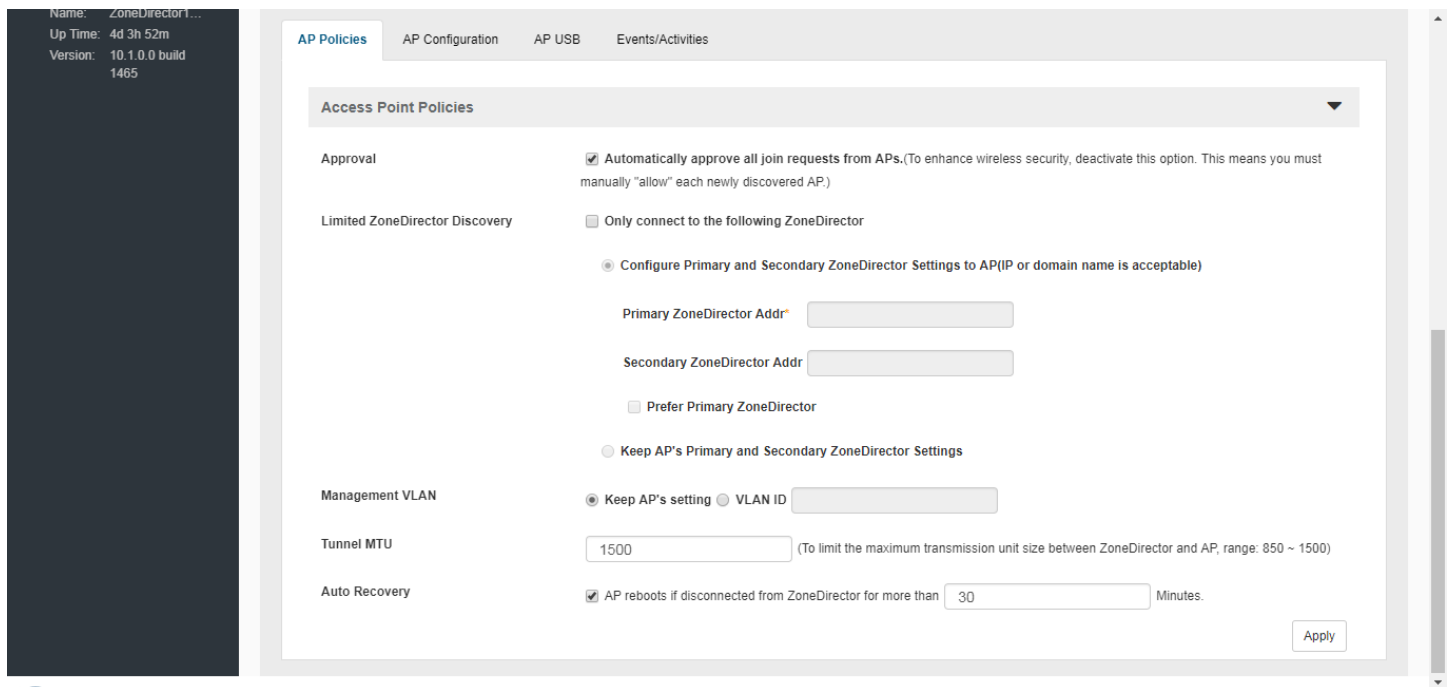 Name: ZoneDirector1...
Up Time: 4d 3h 52m
Version: 10.1.0.0 build
1465
AP Policies AP Configuration AP USB Events/Activities
Access Point Policies
Approval Automatically approve all join requests from APs.(To enhance wireless security, deactivate this option. This means you must
manually "allow" each newly discovered AP.)
Limited ZoneDirector Discovery Only connect to the following ZoneDirector
Configure Primary and Secondary ZoneDirector Settings to AP(IP or domain name is acceptable)
Primary ZoneDirector Addr*
Secondary ZoneDirector Addr
Prefer Primary ZoneDirector
Keep AP's Primary and Secondary ZoneDirector Settings
Management VLAN Keep AP's setting VLAN ID
Tunnel MTU 1500 (To limit the maximum transmission unit size between ZoneDirector and AP, range: 850 ~ 1500)
Auto Recovery AP reboots if disconnected from ZoneDirector for more than 30 Minutes.
Apply